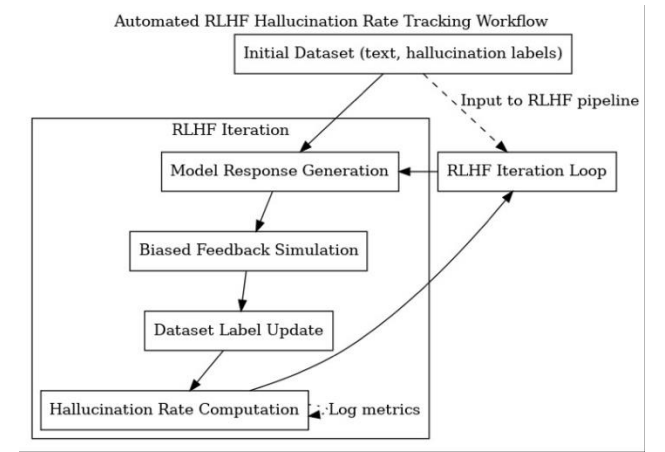 Automated RLHF Hallucination Rate Tracking Workflow
Initial Dataset (text, hallucination labels)
Input to RLHF pipeline
RLHF Iteration
Model Response Generation
RLHF Iteration Loop
Biased Feedback Simulation
Dataset Label Update
Hallucination Rate Computation
Log metrics